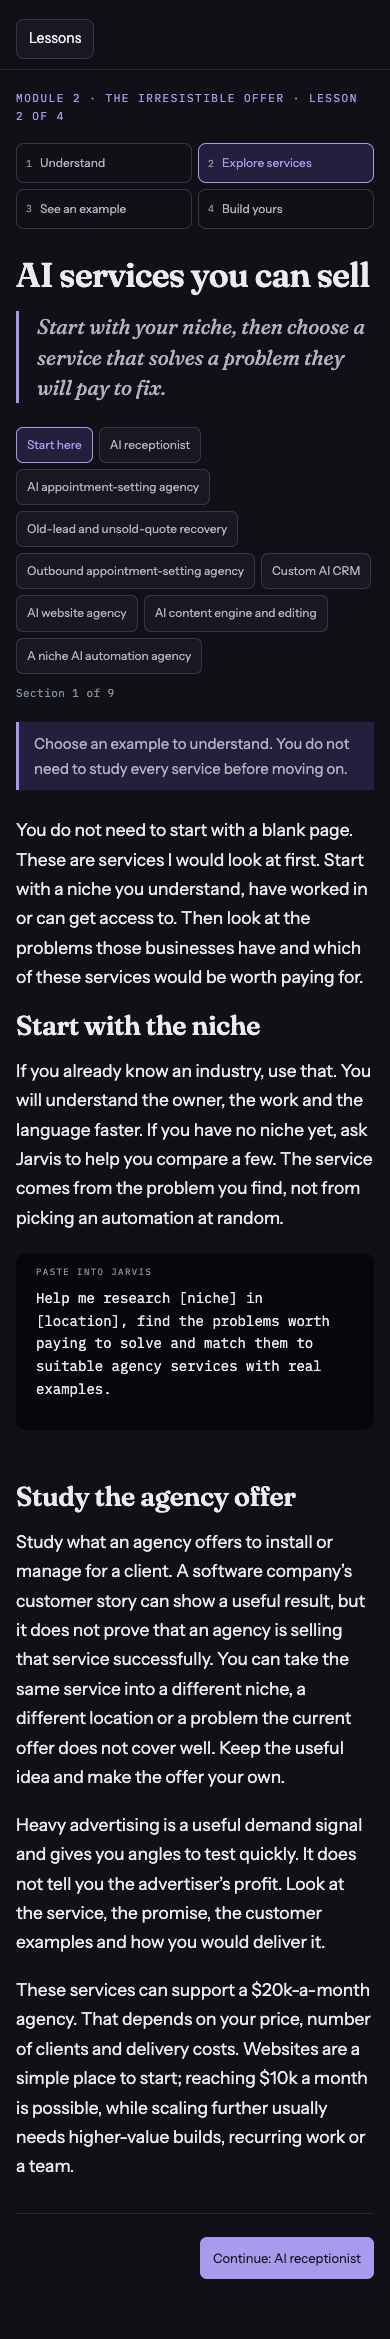 Lessons
MODULE 2 · THE IRRESISTIBLE OFFER · LESSON
2 OF 4
1 Understand
2 Explore services
3 See an example
4 Build yours
AI services you can sell
Start with your niche, then choose a
service that solves a problem they
will pay to fix.
Start here
AI receptionist
AI appointment-setting agency
Old-lead and unsold-quote recovery
Outbound appointment-setting agency
Custom AI CRM
AI website agency
AI content engine and editing
A niche AI automation agency
Section 1 of 9
Choose an example to understand. You do not
need to study every service before moving on.
You do not need to start with a blank page.
These are services I would look at first. Start
with a niche you understand, have worked in
or can get access to. Then look at the
problems those businesses have and which
of these services would be worth paying for.
Start with the niche
If you already know an industry, use that. You
will understand the owner, the work and the
language faster. If you have no niche yet, ask
Jarvis to help you compare a few. The service
comes from the problem you find, not from
picking an automation at random.
PASTE INTO JARVIS
Help me research [niche] in
[location], find the problems worth
paying to solve and match them to
suitable agency services with real
examples.
Study the agency offer
Study what an agency offers to install or
manage for a client. A software company's
customer story can show a useful result, but
it does not prove that an agency is selling
that service successfully. You can take the
same service into a different niche, a
different location or a problem the current
offer does not cover well. Keep the useful
idea and make the offer your own.
Heavy advertising is a useful demand signal
and gives you angles to test quickly. It does
not tell you the advertiser's profit. Look at
the service, the promise, the customer
examples and how you would deliver it.
These services can support a $20k-a-month
agency. That depends on your price, number
of clients and delivery costs. Websites are a
simple place to start; reaching $10k a month
is possible, while scaling further usually
needs higher-value builds, recurring work or
a team.
Continue: AI receptionist